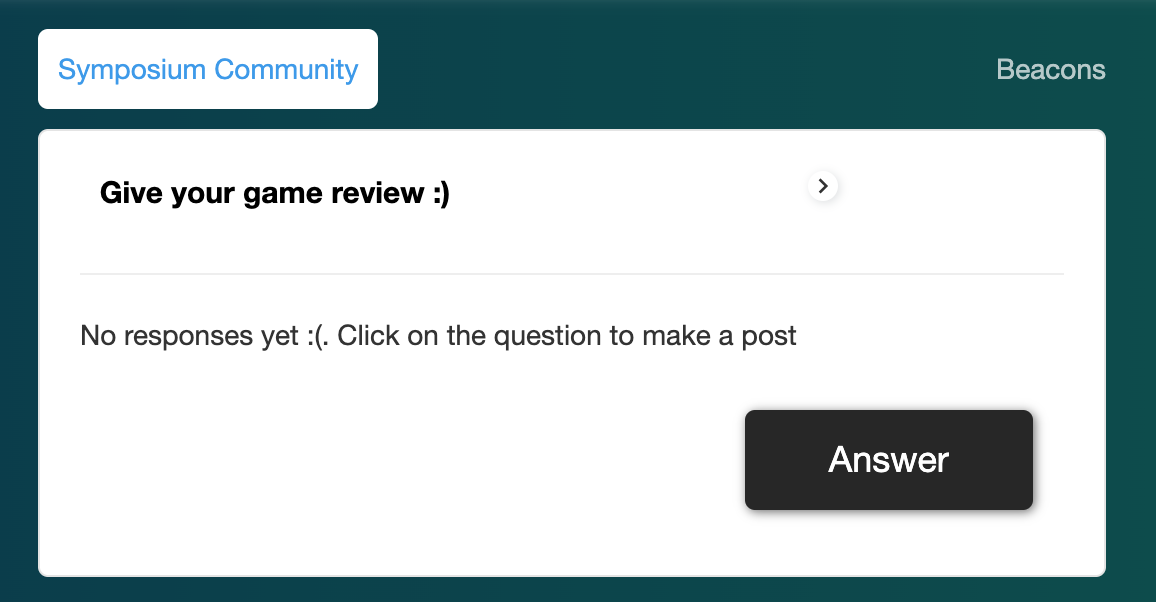 Symposium Community
Beacons
Give your game review :)
No responses yet :(. Click on the question to make a post
Answer